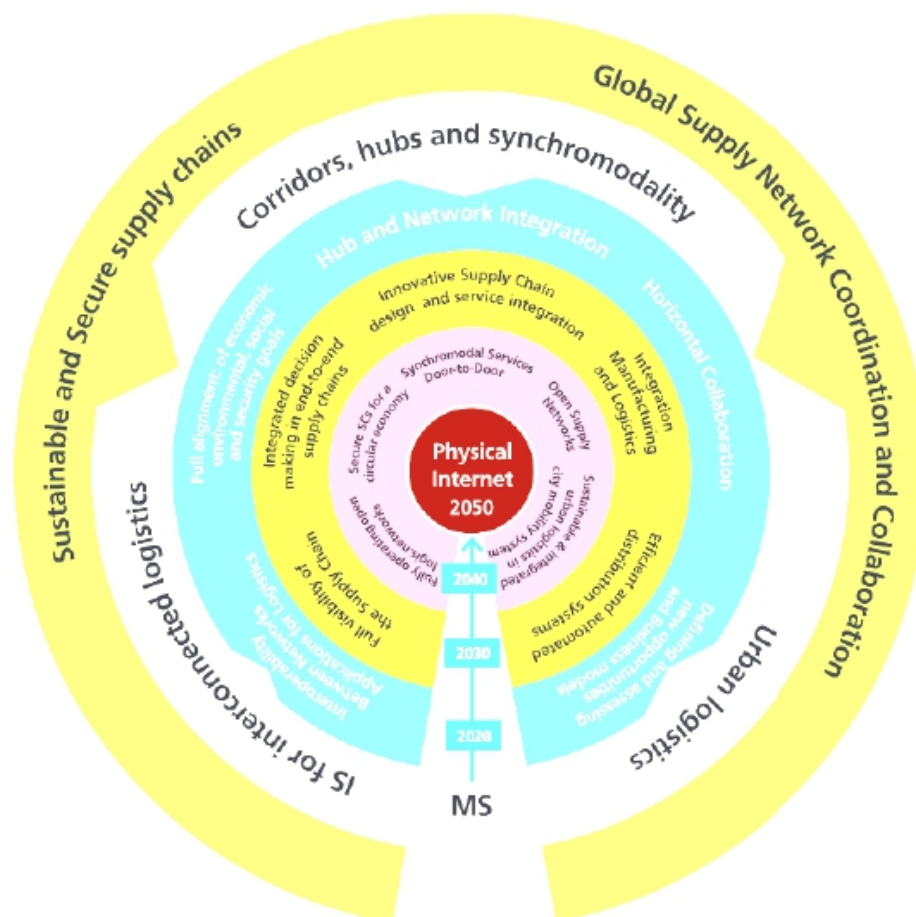 Sustainable and Secure supply chains
Global Supply Network Coordination and Collaboration
Corridors, hubs and synchromodality
IS for interconnected logistics
Urban logistics
Hub and Network Integration
Horizontal Collaboration
Full alignment: of economic
environmental, social
and security goals
Interoperability
Between Networks
Applications for Logistics
Defining and assessing
new opportunities
and Business models
Innovative Supply Chain
design and service integration
Integration
Manufacturing
and Logistics
Integrated decision
making in end-to-end
supply chains
Full visibility of
the Supply Chain
Efficient and automated
distribution systems
Synchromodal Services
Door-to-Door
Open Supply
Networks
Secure SCs for a
circular economy
Fully operating open
logis.networks
Sustainable & integrated
urban logistics in
city mobility system
Physical
Internet
2050
2040
2030
2020
MS